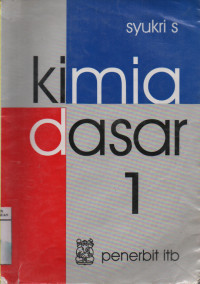 syukri s
kimia
dasar
1
penerbit itb